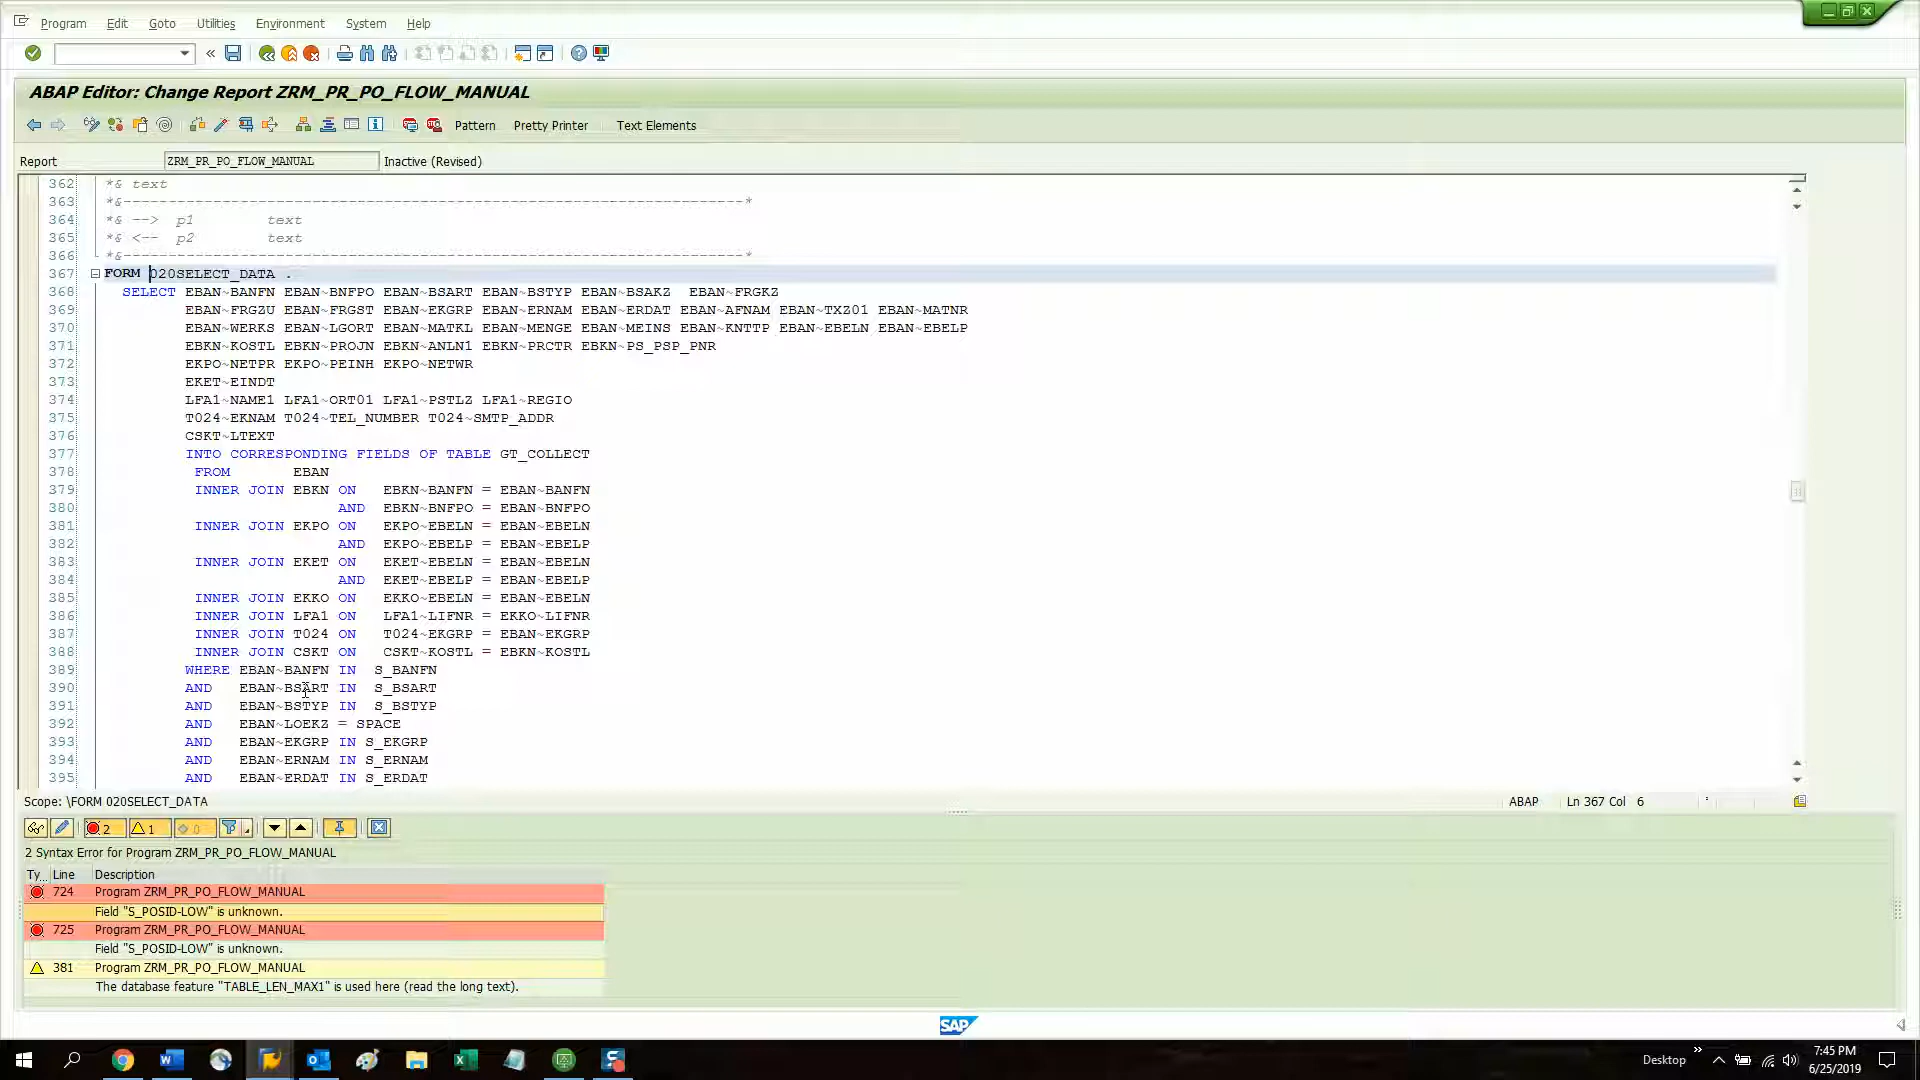 Program Edit Goto Utilities Environment System Help
ABAP Editor: Change Report ZRM_PR_PO_FLOW_MANUAL
Pattern Pretty Printer Text Elements
Report ZRM_PR_PO_FLOW_MANUAL Inactive (Revised)
362 *& text
363 *&---------------------------------------------------------------------*
364 *& --> p1 text
365 *& <-- p2 text
366 *&---------------------------------------------------------------------*
367 FORM 020SELECT_DATA .
368 SELECT EBAN~BANFN EBAN~BNFPO EBAN~BSART EBAN~BSTYP EBAN~BSAKZ EBAN~FRGKZ
369 EBAN~FRGZU EBAN~FRGST EBAN~EKGRP EBAN~ERNAM EBAN~ERDAT EBAN~AFNAM EBAN~TXZ01 EBAN~MATNR
370 EBAN~WERKS EBAN~LGORT EBAN~MATKL EBAN~MENGE EBAN~MEINS EBAN~KNTTP EBAN~EBELN EBAN~EBELP
371 EBKN~KOSTL EBKN~PROJN EBKN~ANLN1 EBKN~PRCTR EBKN~PS_PSP_PNR
372 EKPO~NETPR EKPO~PEINH EKPO~NETWR
373 EKET~EINDT
374 LFA1~NAME1 LFA1~ORT01 LFA1~PSTLZ LFA1~REGIO
375 T024~EKNAM T024~TEL_NUMBER T024~SMTP_ADDR
376 CSKT~LTEXT
377 INTO CORRESPONDING FIELDS OF TABLE GT_COLLECT
378 FROM EBAN
379 INNER JOIN EBKN ON EBKN~BANFN = EBAN~BANFN
380 AND EBKN~BNFPO = EBAN~BNFPO
381 INNER JOIN EKPO ON EKPO~EBELN = EBAN~EBELN
382 AND EKPO~EBELP = EBAN~EBELP
383 INNER JOIN EKET ON EKET~EBELN = EBAN~EBELN
384 AND EKET~EBELP = EBAN~EBELP
385 INNER JOIN EKKO ON EKKO~EBELN = EBAN~EBELN
386 INNER JOIN LFA1 ON LFA1~LIFNR = EKKO~LIFNR
387 INNER JOIN T024 ON T024~EKGRP = EBAN~EKGRP
388 INNER JOIN CSKT ON CSKT~KOSTL = EBKN~KOSTL
389 WHERE EBAN~BANFN IN S_BANFN
390 AND EBAN~BSART IN S_BSART
391 AND EBAN~BSTYP IN S_BSTYP
392 AND EBAN~LOEKZ = SPACE
393 AND EBAN~EKGRP IN S_EKGRP
394 AND EBAN~ERNAM IN S_ERNAM
395 AND EBAN~ERDAT IN S_ERDAT
Scope: \FORM 020SELECT_DATA ABAP Ln 367 Col 6
2 1 0
2 Syntax Error for Program ZRM_PR_PO_FLOW_MANUAL
Ty... Line Description
724 Program ZRM_PR_PO_FLOW_MANUAL
Field "S_POSID-LOW" is unknown.
725 Program ZRM_PR_PO_FLOW_MANUAL
Field "S_POSID-LOW" is unknown.
381 Program ZRM_PR_PO_FLOW_MANUAL
The database feature "TABLE_LEN_MAX1" is used here (read the long text).
SAP
Desktop
7:45 PM
6/25/2019